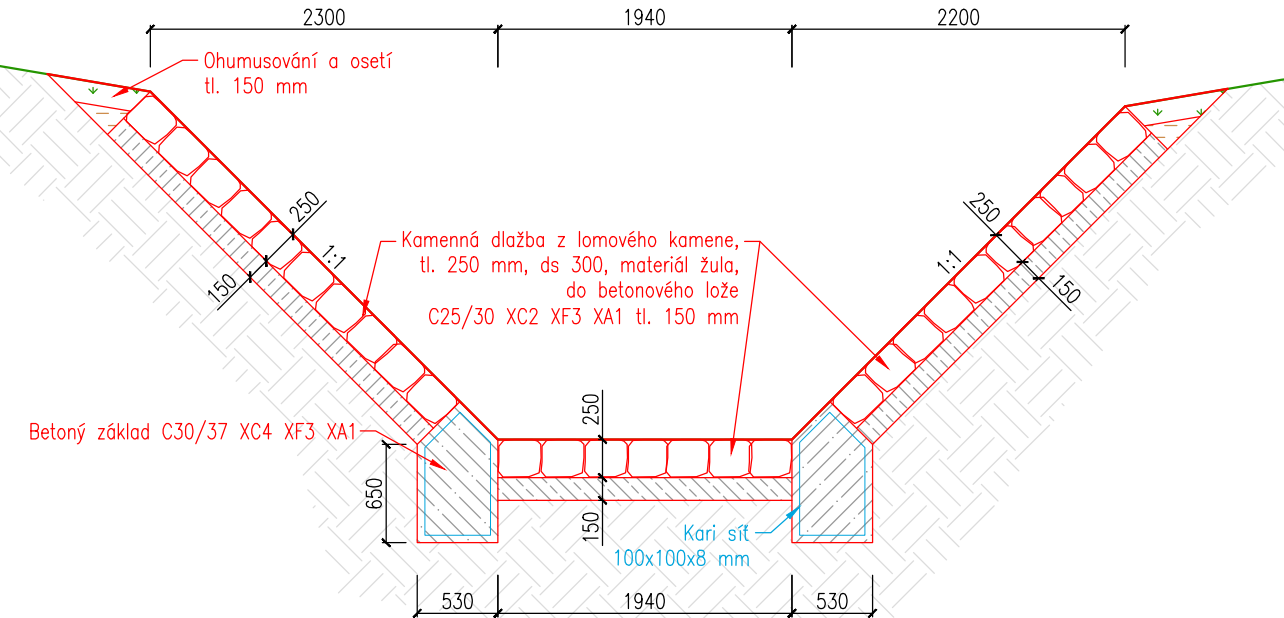 2300
1940
2200
Ohumusování a osetí
tl. 150 mm
250
150
1:1
Kamenná dlažba z lomového kamene,
tl. 250 mm, ds 300, materiál žula,
do betonového lože
C25/30 XC2 XF3 XA1 tl. 150 mm
250
1:1
150
Betoný základ C30/37 XC4 XF3 XA1
650
250
150
Kari síť
100x100x8 mm
530
1940
530